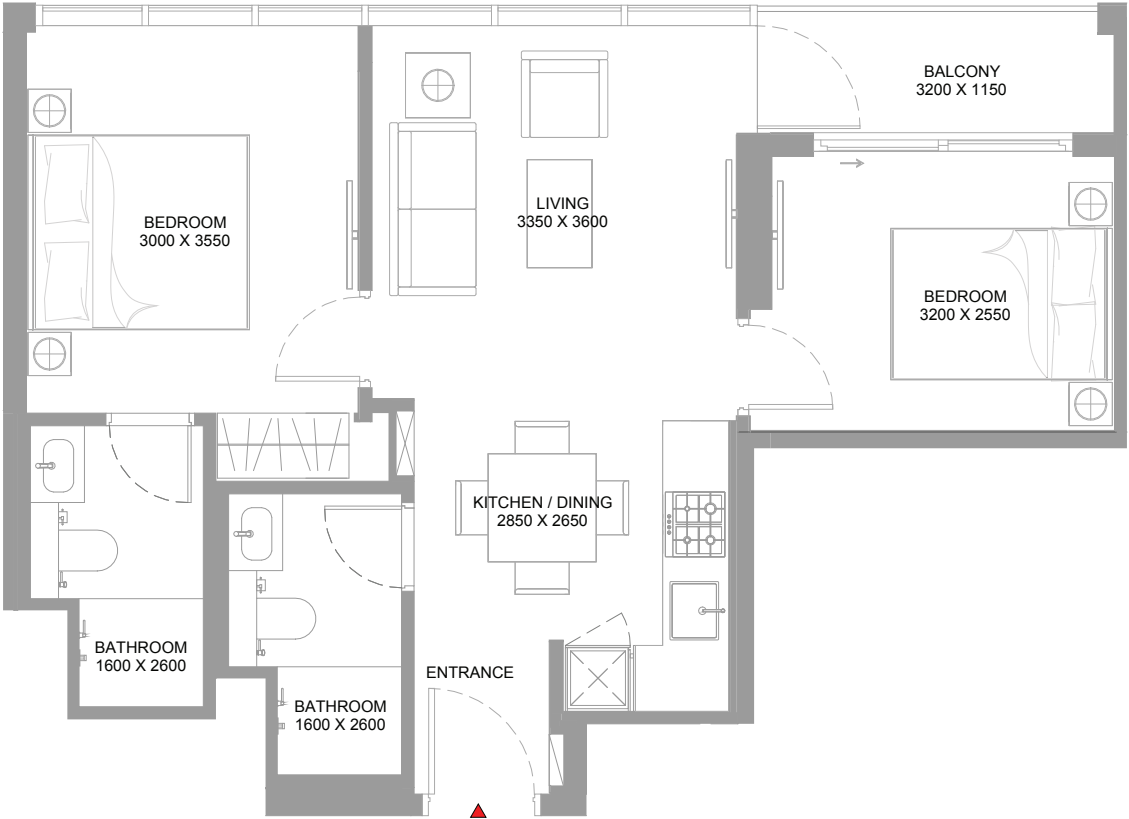 BALCONY
3200 X 1150
BEDROOM
3000 X 3550
LIVING
3350 X 3600
BEDROOM
3200 X 2550
KITCHEN / DINING
2850 X 2650
BATHROOM
1600 X 2600
ENTRANCE
BATHROOM
1600 X 2600